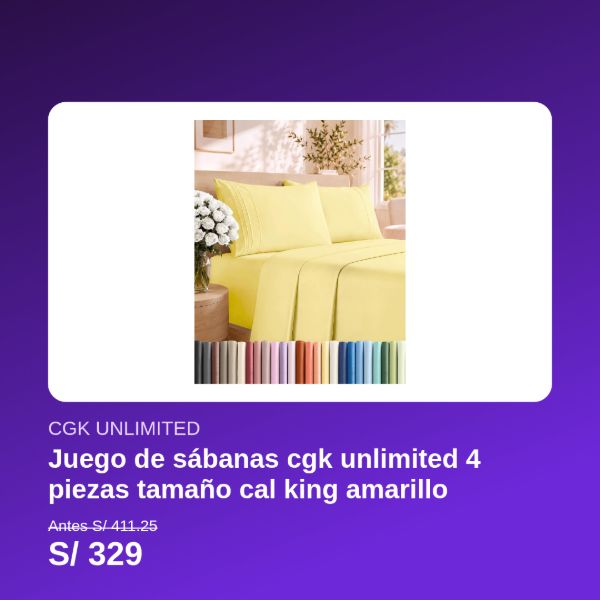 CGK UNLIMITED
Juego de sábanas cgk unlimited 4
piezas tamaño cal king amarillo
Antes S/ 411.25
S/ 329